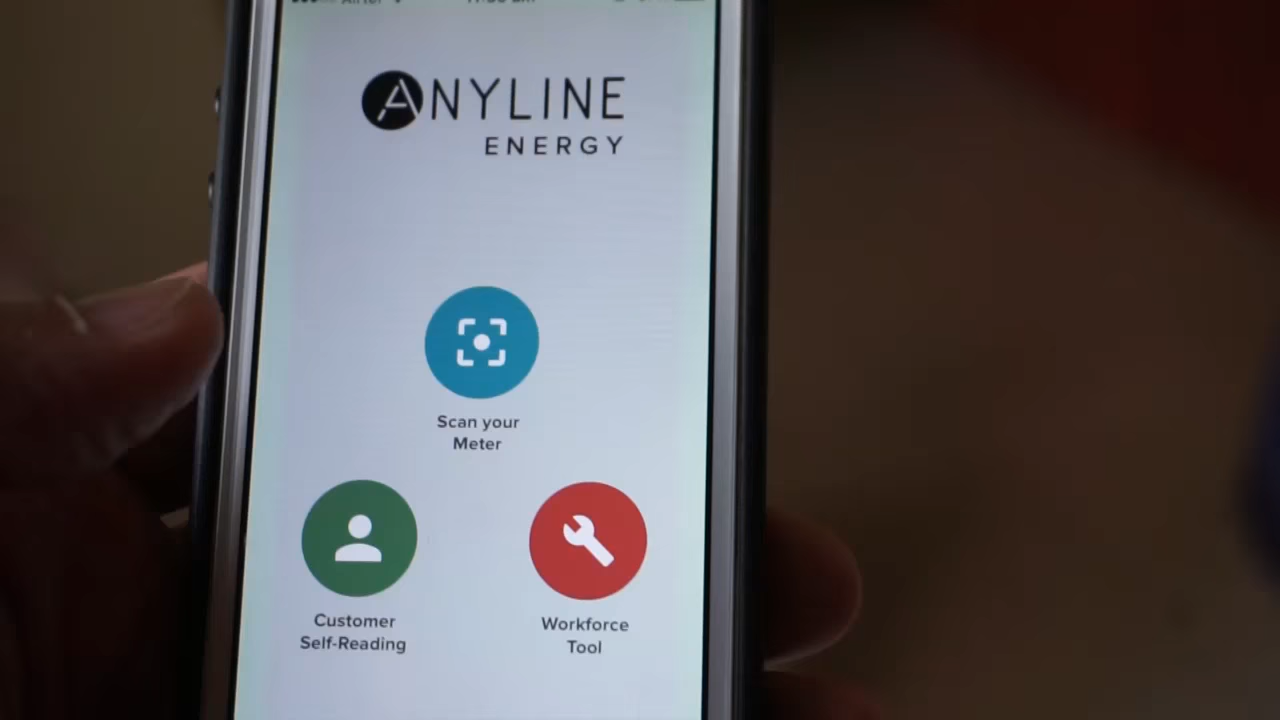 ANYLINE
ENERGY
Scan your
Meter
Customer
Self-Reading
Workforce
Tool